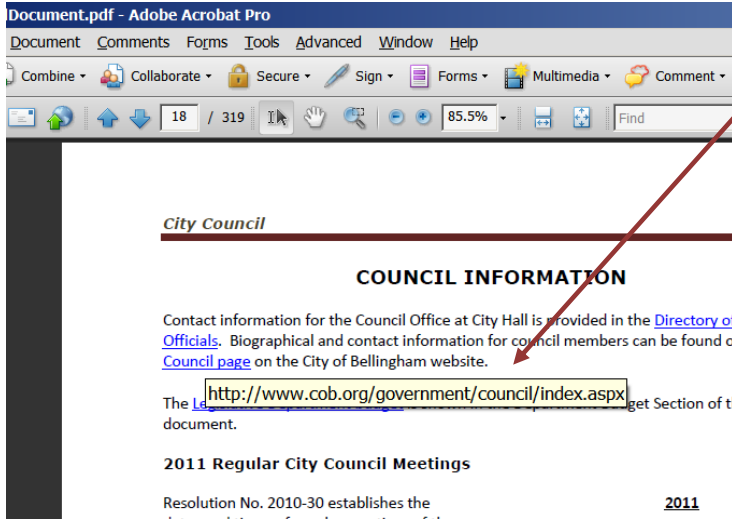 Document.pdf - Adobe Acrobat Pro
Document Comments Forms Tools Advanced Window Help
Combine Collaborate Secure Sign Forms Multimedia Comment
18 / 319 85.5% Find
City Council
COUNCIL INFORMATION
Contact information for the Council Office at City Hall is provided in the Directory of
Officials. Biographical and contact information for council members can be found
Council page on the City of Bellingham website.
http://www.cob.org/government/council/index.aspx
The get Section of
document.
2011 Regular City Council Meetings
Resolution No. 2010-30 establishes the 2011